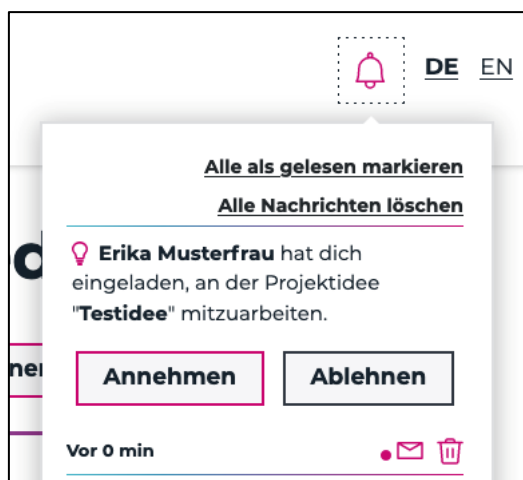 DE EN
Alle als gelesen markieren
Alle Nachrichten löschen
Erika Musterfrau hat dich
eingeladen, an der Projektidee
"Testidee" mitzuarbeiten.
Annehmen Ablehnen
Vor 0 min